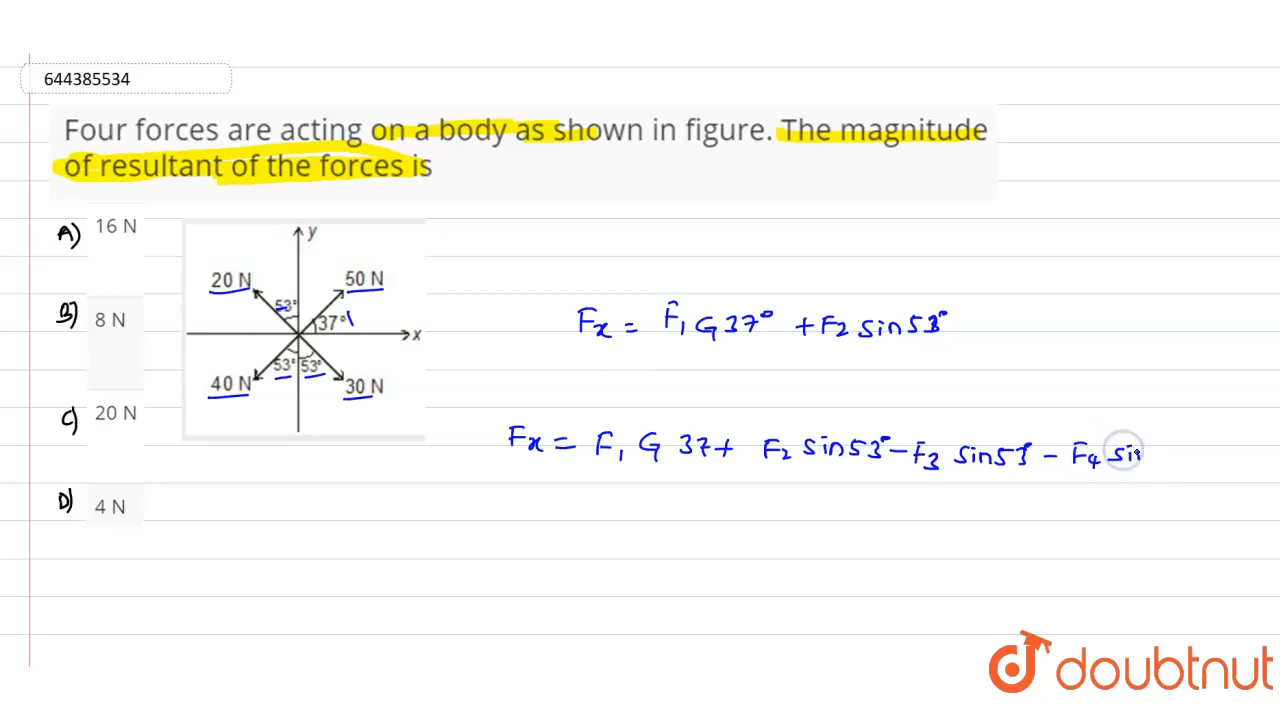 644385534
Four forces are acting on a body as shown in figure. The magnitude
of resultant of the forces is
A) 16 N
B) 8 N
C) 20 N
D) 4 N
y
20 N 50 N
53° 37°
x
53° 53°
40 N 30 N
Fx = F1 G 37° + F2 sin53°
Fx = F1 G 37 + F2 sin53° - F3 sin53° - F4 sin
doubtnut